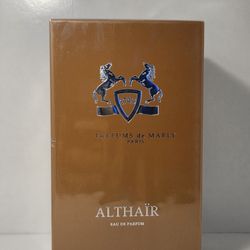 PARFUMS de MARLY
PARIS
ALTHAÏR
EAU DE PARFUM